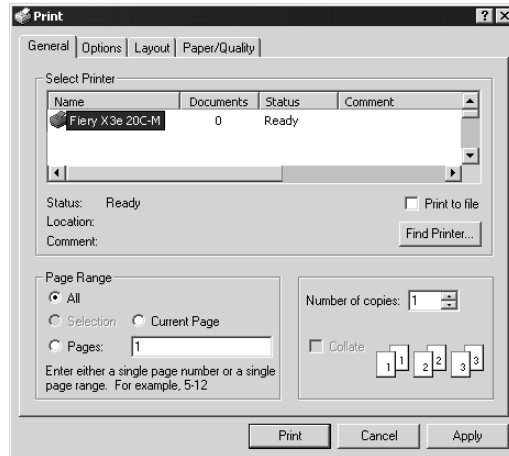 Print
General Options Layout Paper/Quality
Select Printer
Name Documents Status Comment
Fiery X3e 20C-M 0 Ready
Status: Ready
Print to file
Location:
Find Printer...
Comment:
Page Range
All
Number of copies: 1
Selection Current Page
Pages: 1
Collate
1 1 2 2 3 3
Enter either a single page number or a single
page range. For example, 5-12
Print Cancel Apply